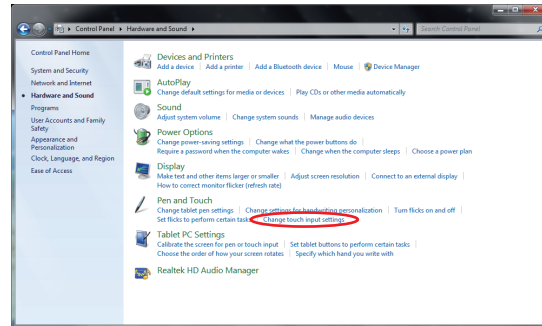 Control Panel ▸ Hardware and Sound ▸
Search Control Panel
Control Panel Home
System and Security
Network and Internet
Hardware and Sound
Programs
User Accounts and Family
Safety
Appearance and
Personalization
Clock, Language, and Region
Ease of Access
Devices and Printers
Add a device | Add a printer | Add a Bluetooth device | Mouse | Device Manager
AutoPlay
Change default settings for media or devices | Play CDs or other media automatically
Sound
Adjust system volume | Change system sounds | Manage audio devices
Power Options
Change power-saving settings | Change what the power buttons do |
Require a password when the computer wakes | Change when the computer sleeps | Choose a power plan
Display
Make text and other items larger or smaller | Adjust screen resolution | Connect to an external display |
How to correct monitor flicker (refresh rate)
Pen and Touch
Change tablet pen settings | Change settings for handwriting personalization | Turn flicks on and off |
Set flicks to perform certain tasks | Change touch input settings
Tablet PC Settings
Calibrate the screen for pen or touch input | Set tablet buttons to perform certain tasks |
Choose the order of how your screen rotates | Specify which hand you write with
Realtek HD Audio Manager